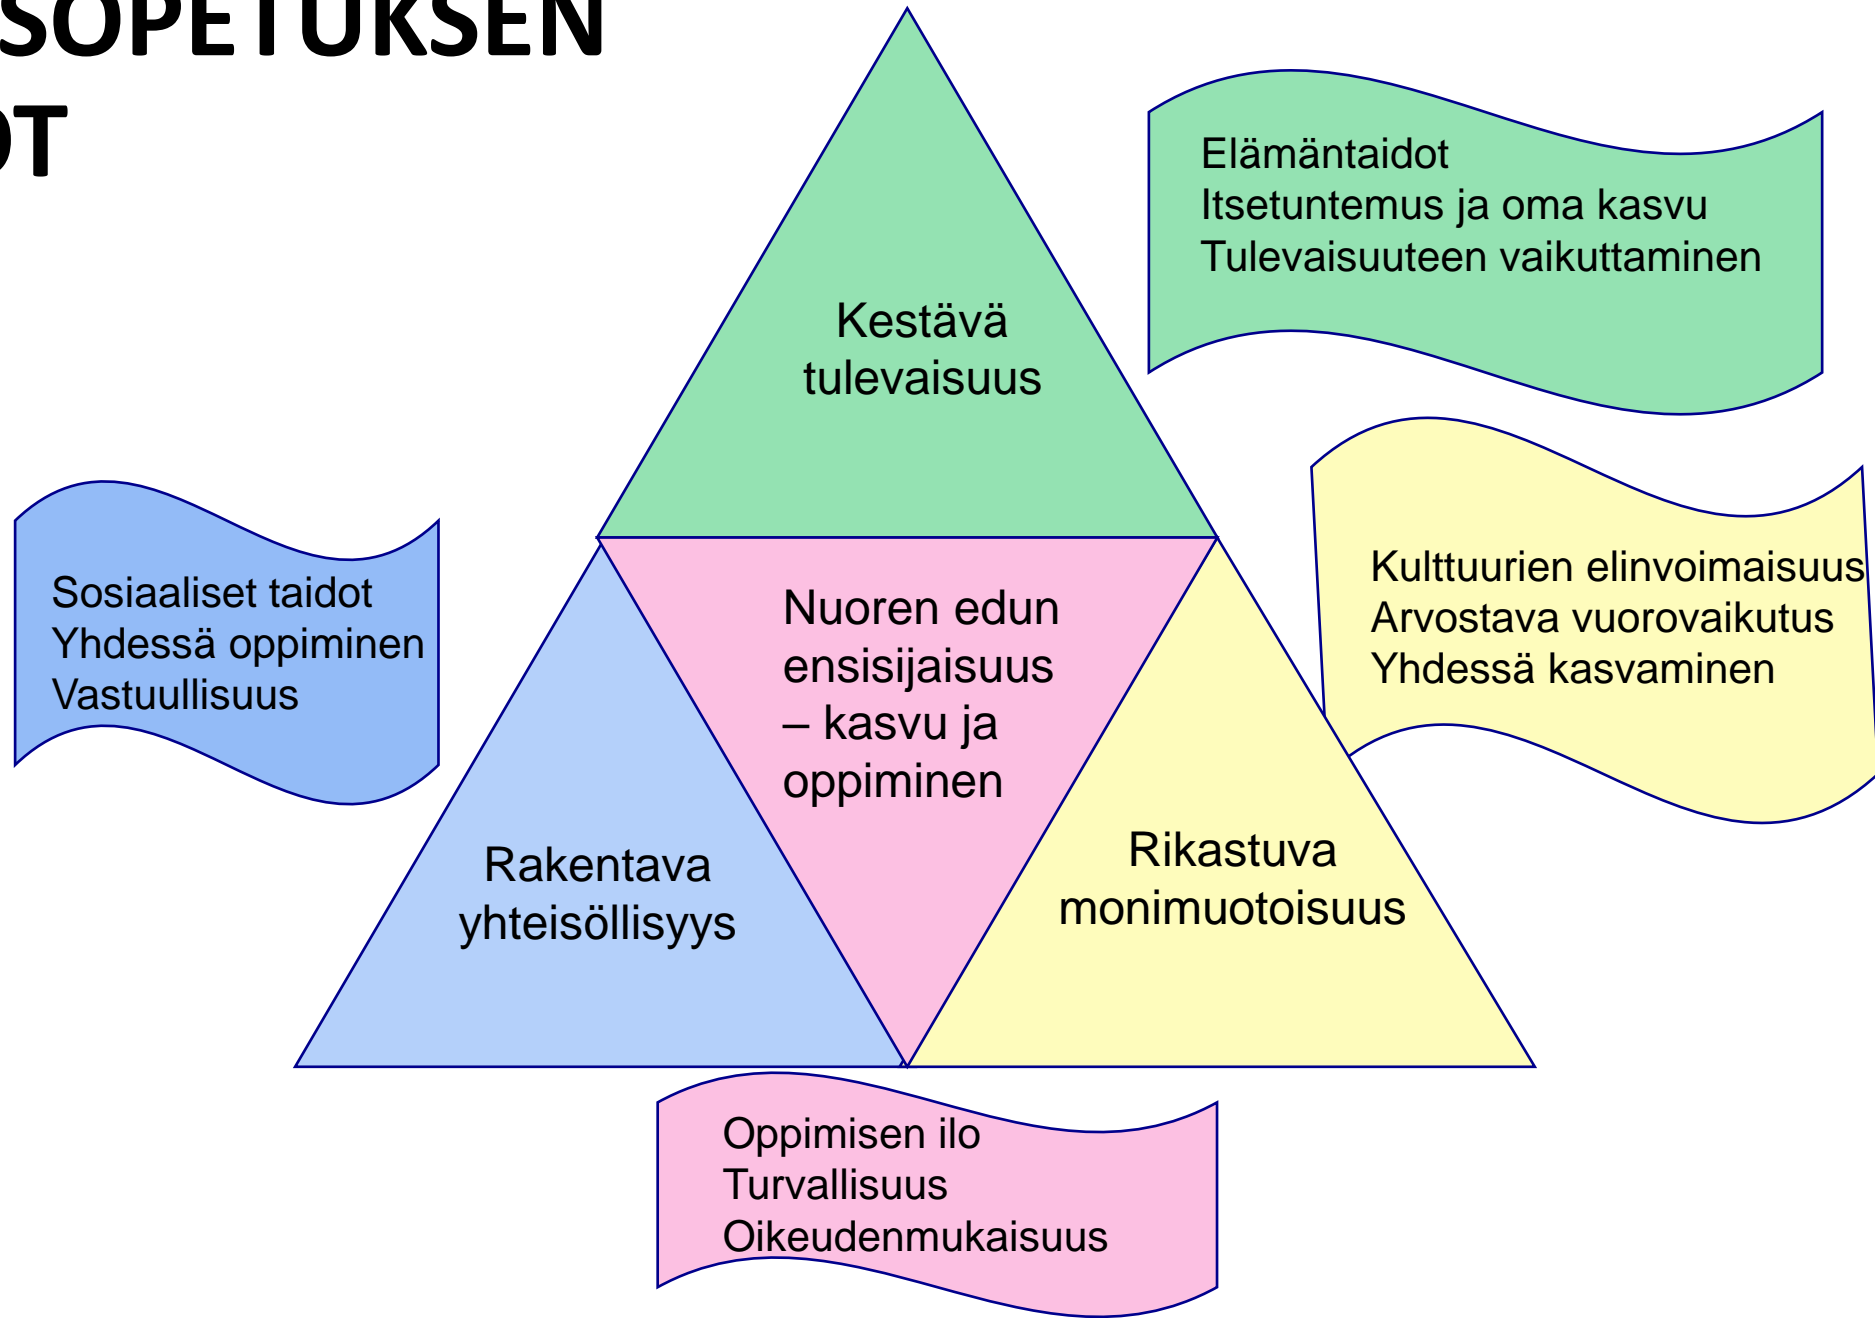 SOPETUKSEN
OT
Elämäntaidot
Itsetuntemus ja oma kasvu
Tulevaisuuteen vaikuttaminen
Kestävä
tulevaisuus
Sosiaaliset taidot
Yhdessä oppiminen
Vastuullisuus
Nuoren edun
ensisijaisuus
– kasvu ja
oppiminen
Kulttuurien elinvoimaisuus
Arvostava vuorovaikutus
Yhdessä kasvaminen
Rakentava
yhteisöllisyys
Rikastuva
monimuotoisuus
Oppimisen ilo
Turvallisuus
Oikeudenmukaisuus